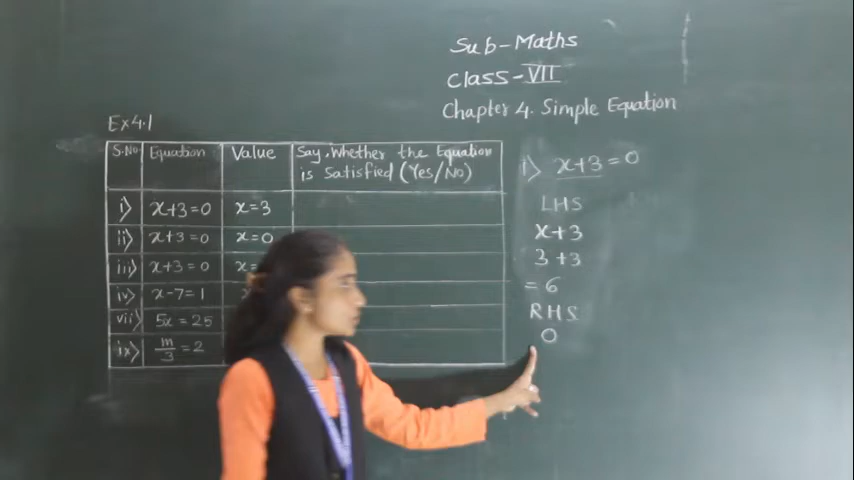 Sub-Maths
Class-VII
Chapter 4. Simple Equation
Ex4.1
S.No Equation Value Say, Whether the Equation is Satisfied (Yes/No)
i) x+3=0 x=3
ii) x+3=0 x=0
iii) x+3=0 x=
iv) x-7=1
vii) 5x=25
ix) m/3=2
i) x+3=0
LHS
x+3
3+3
=6
RHS
0